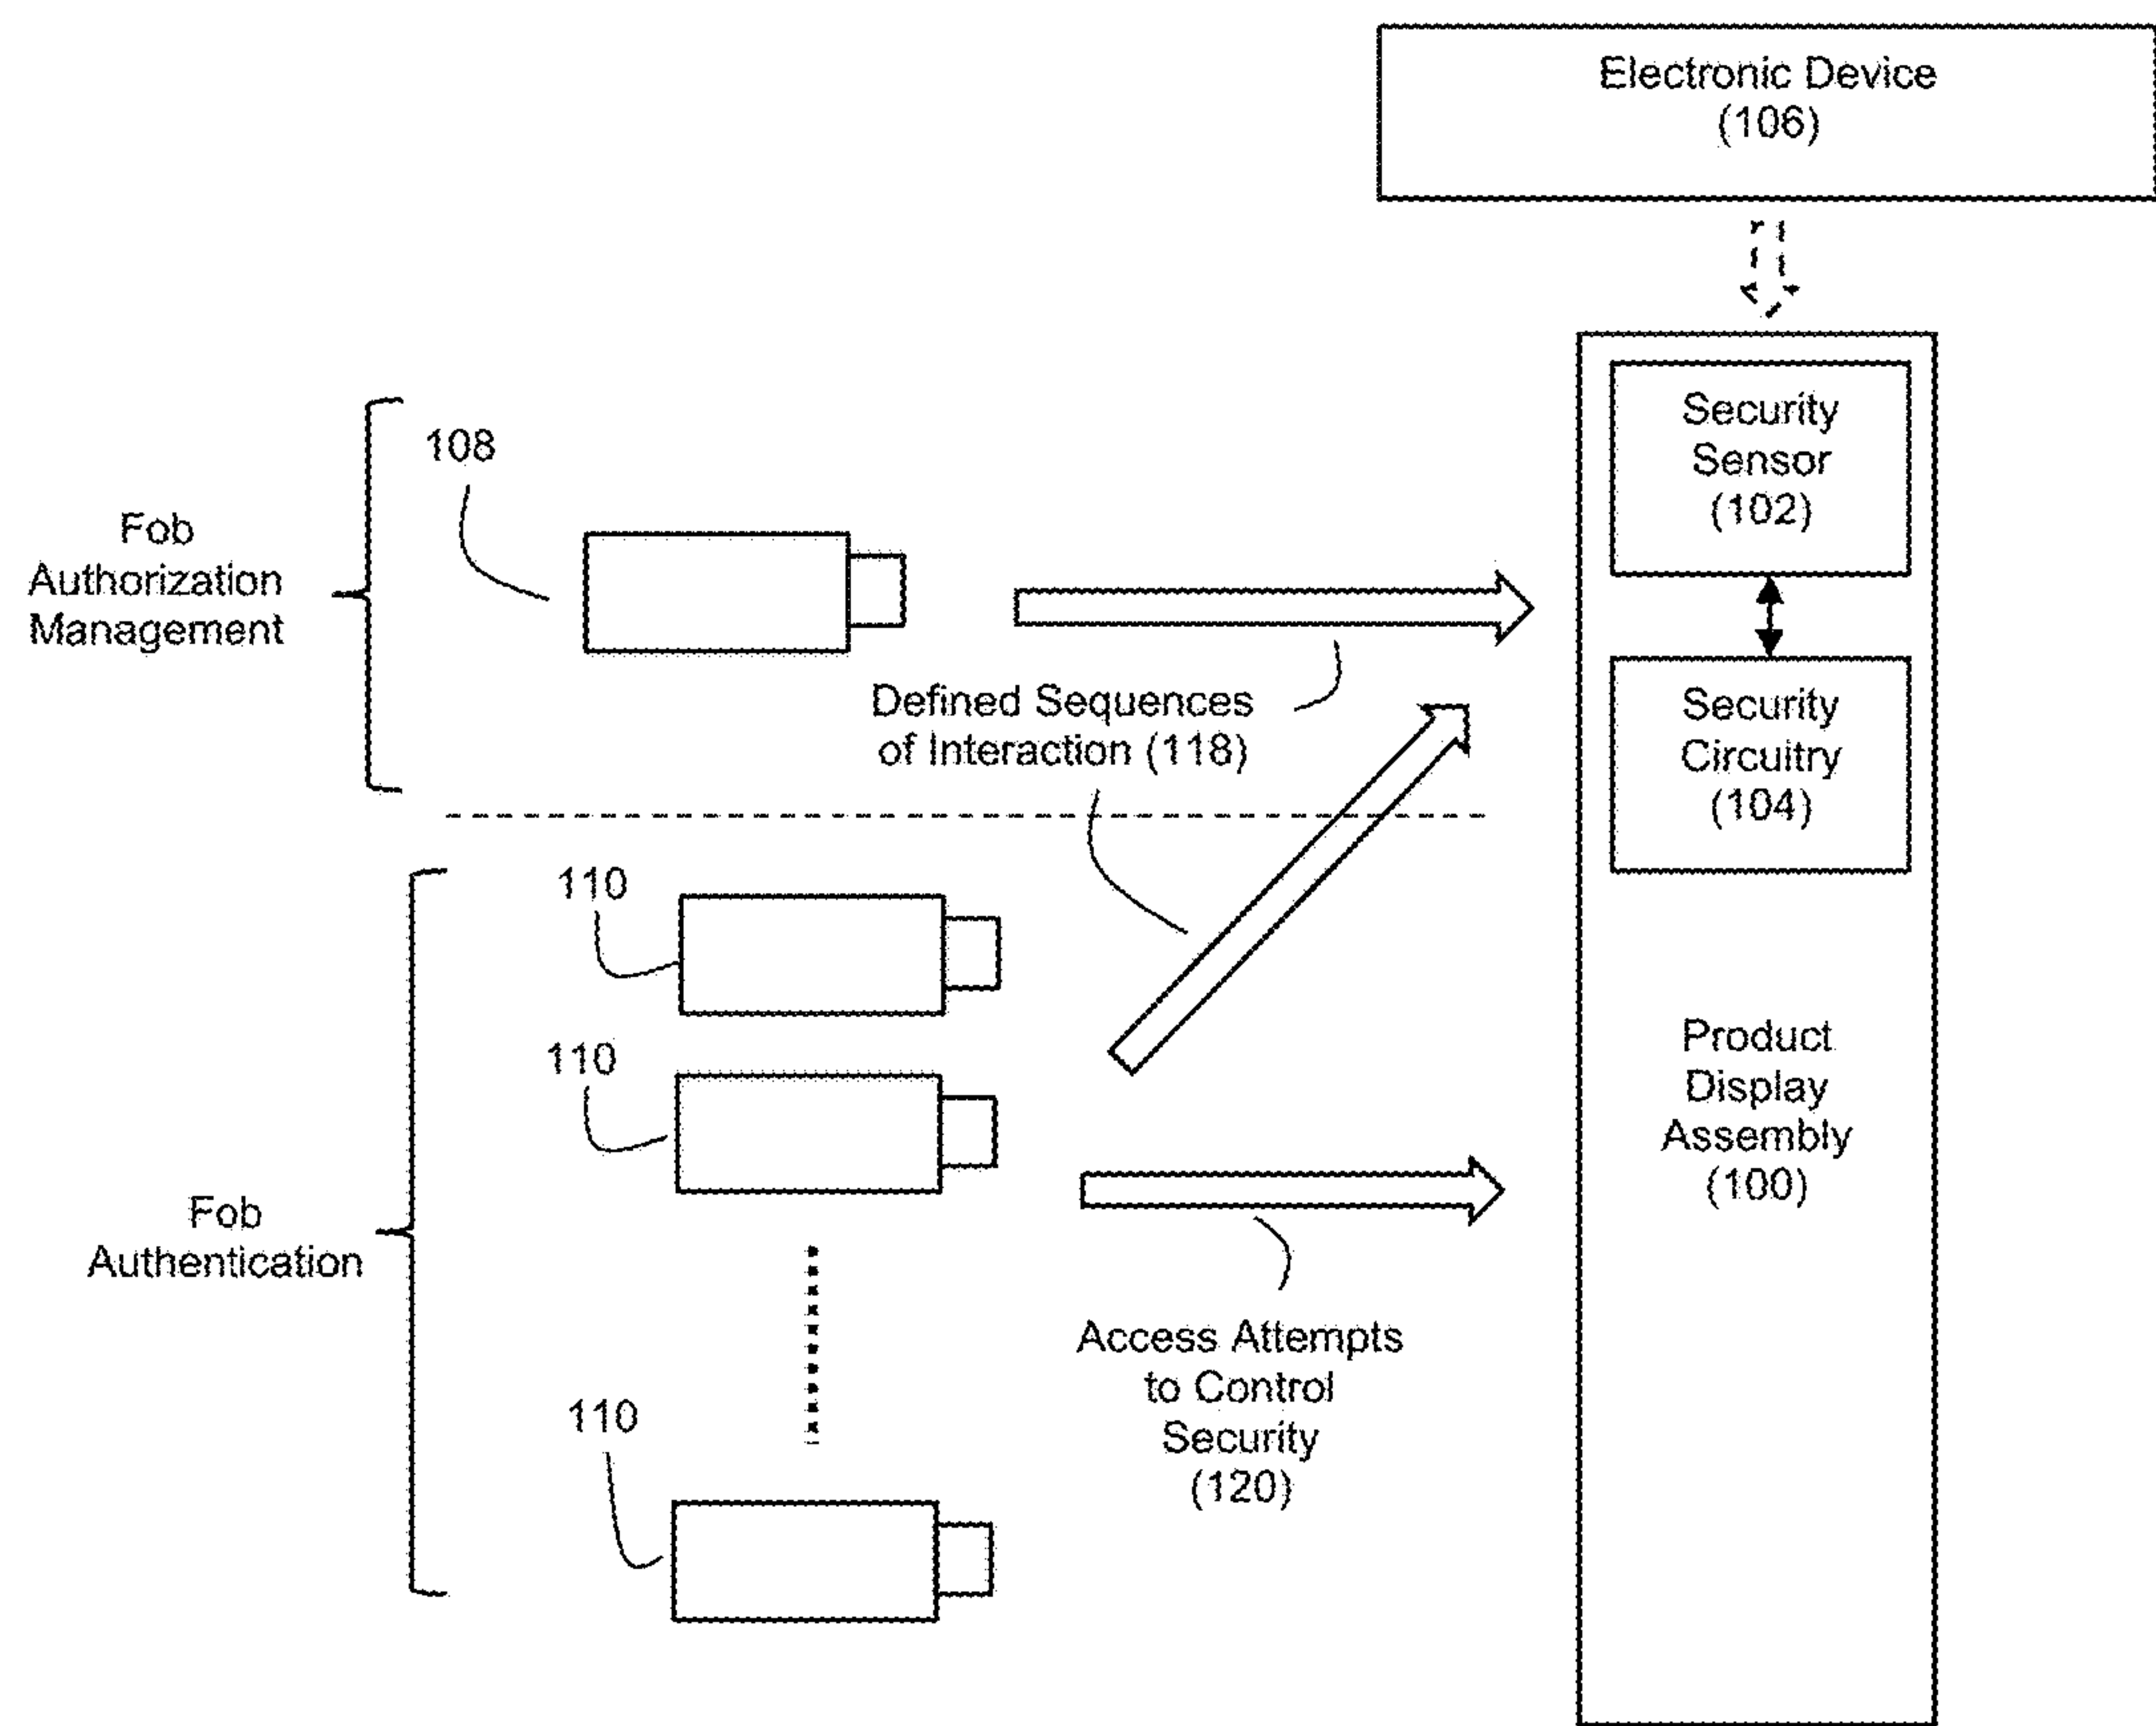 Electronic Device
(106)
Security
Sensor
(102)
108
Fob
Authorization
Management
Defined Sequences
of Interaction (118)
Security
Circuitry
(104)
110
110
Product
Display
Assembly
(100)
Fob
Authentication
Access Attempts
to Control
Security
(120)
110